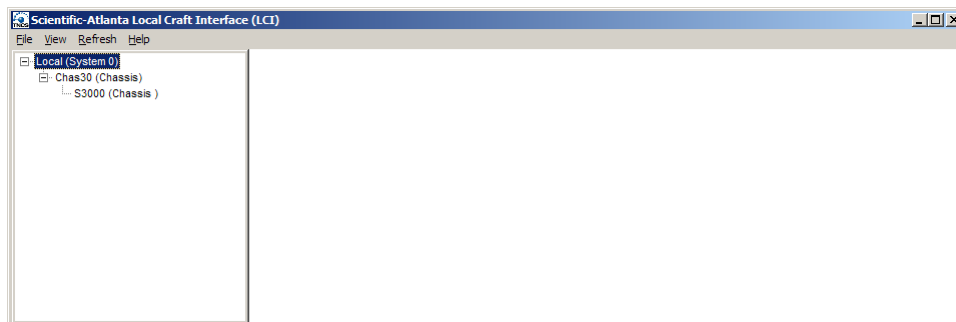 Scientific-Atlanta Local Craft Interface (LCI)
File View Refresh Help
Local (System 0)
Chas30 (Chassis)
S3000 (Chassis )